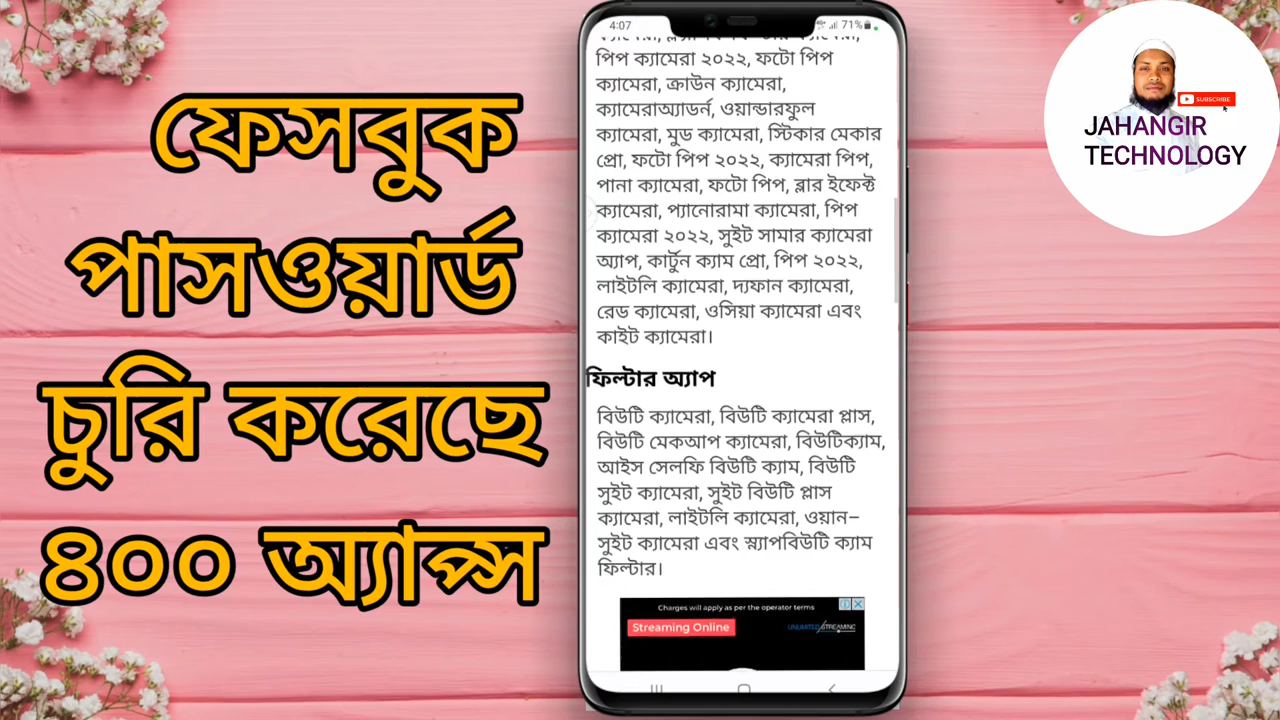 ফেসবুক
পাসওয়ার্ড
চুরি করেছে
৪০০ অ্যাপ্স
4:07
71%
পিপ ক্যামেরা ২০২২, ফটো পিপ
ক্যামেরা, ক্রাউন ক্যামেরা,
ক্যামেরাঅ্যাডর্ন, ওয়ান্ডারফুল
ক্যামেরা, মুড ক্যামেরা, স্টিকার মেকার
প্রো, ফটো পিপ ২০২২, ক্যামেরা পিপ,
পানা ক্যামেরা, ফটো পিপ, ব্লার ইফেক্ট
ক্যামেরা, প্যানোরামা ক্যামেরা, পিপ
ক্যামেরা ২০২২, সুইট সামার ক্যামেরা
অ্যাপ, কার্টুন ক্যাম প্রো, পিপ ২০২২,
লাইটলি ক্যামেরা, দ্যফান ক্যামেরা,
রেড ক্যামেরা, ওসিয়া ক্যামেরা এবং
কাইট ক্যামেরা।
ফিল্টার অ্যাপ
বিউটি ক্যামেরা, বিউটি ক্যামেরা প্লাস,
বিউটি মেকআপ ক্যামেরা, বিউটিক্যাম,
আইস সেলফি বিউটি ক্যাম, বিউটি
সুইট ক্যামেরা, সুইট বিউটি প্লাস
ক্যামেরা, লাইটলি ক্যামেরা, ওয়ান–
সুইট ক্যামেরা এবং স্ন্যাপবিউটি ক্যাম
ফিল্টার।
Charges will apply as per the operator terms
Streaming Online
UNLIMITED STREAMING
SUBSCRIBE
JAHANGIR
TECHNOLOGY